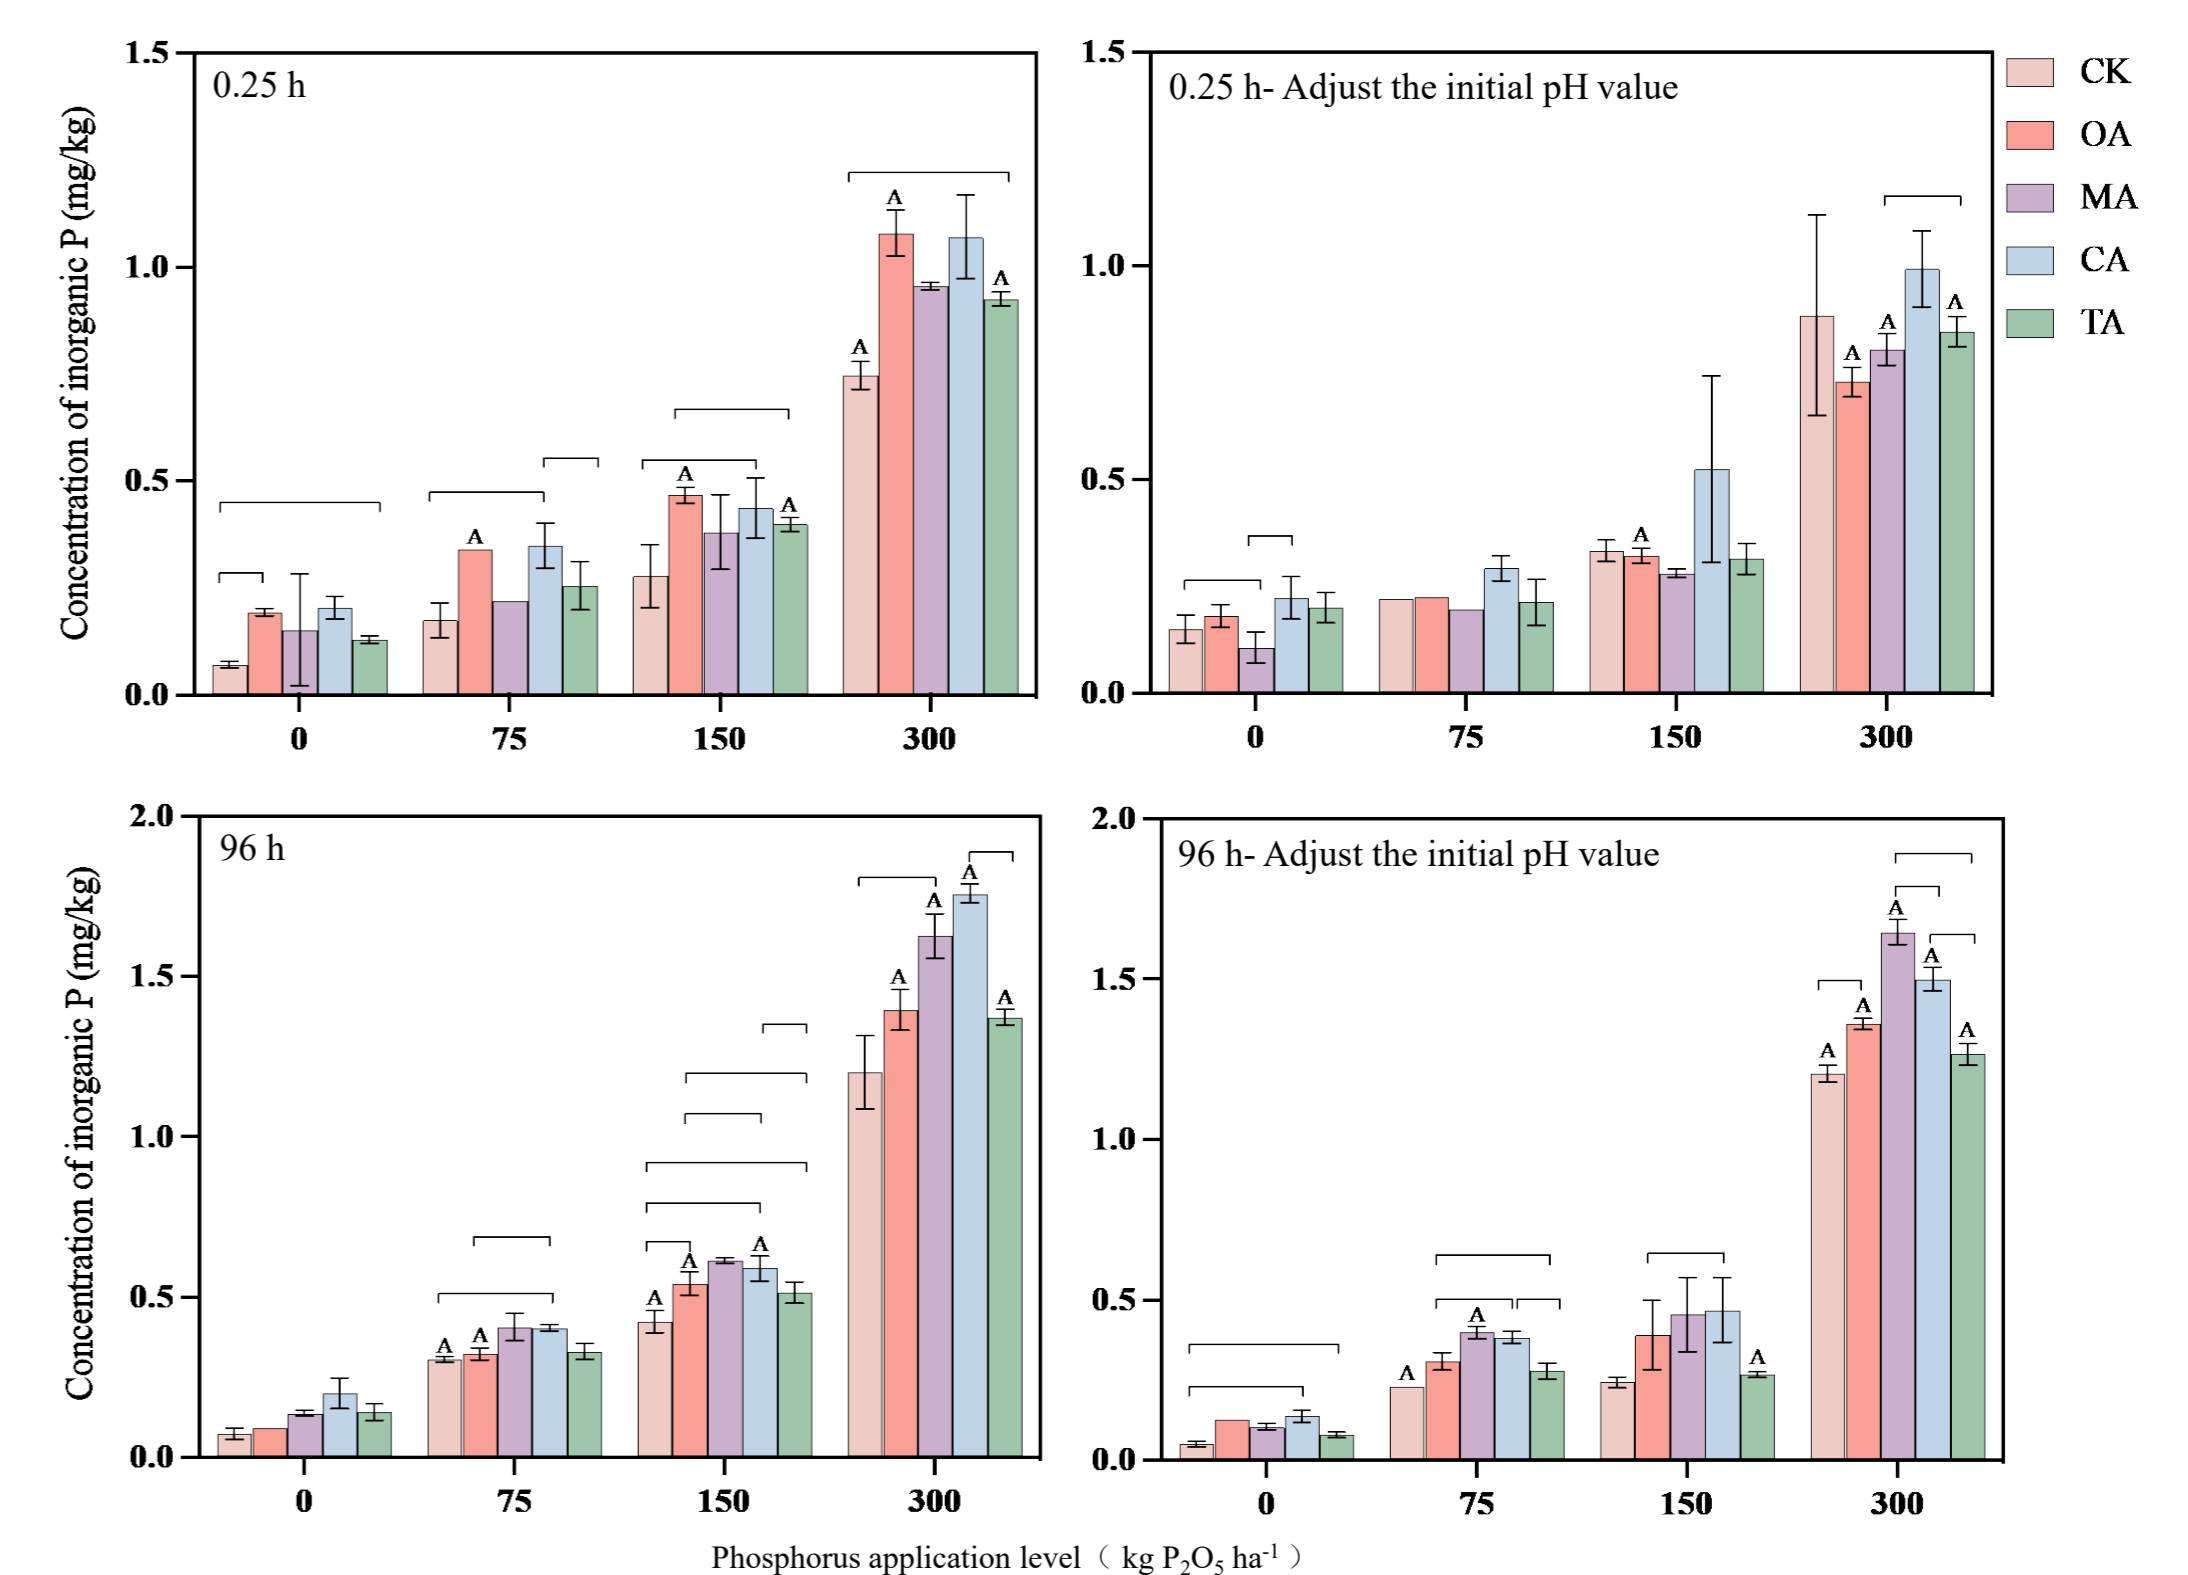 Concentration of inorganic P (mg/kg)
1.5
1.0
0.5
0.0
0.25 h
A
A
A
A
A
A
0 75 150 300
1.5
1.0
0.5
0.0
0.25 h- Adjust the initial pH value
A
A
A
A
0 75 150 300
CK
OA
MA
CA
TA
Concentration of inorganic P (mg/kg)
2.0
1.5
1.0
0.5
0.0
96 h
A A
A A A
A A A A
0 75 150 300
2.0
1.5
1.0
0.5
0.0
96 h- Adjust the initial pH value
A A
A
A A A A A
0 75 150 300
Phosphorus application level（ kg P₂O₅ ha⁻¹ ）